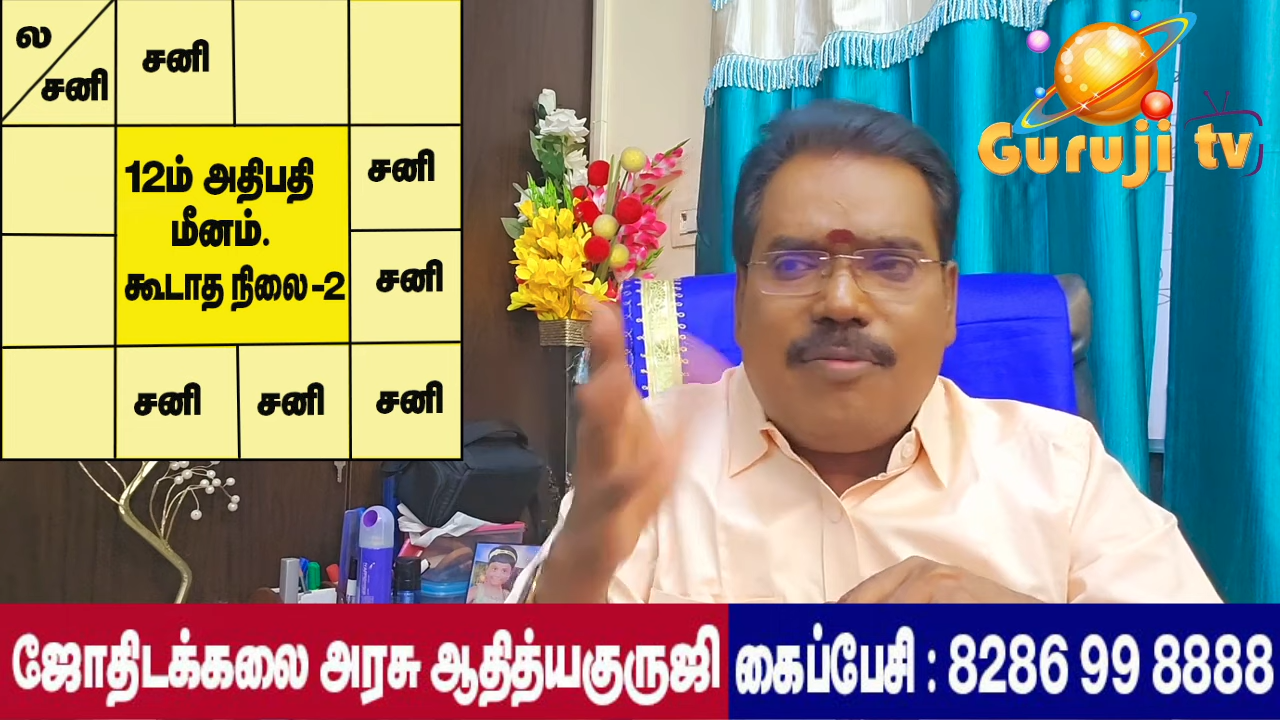 ல
சனி
சனி
12ம் அதிபதி
மீனம்.
கூடாத நிலை -2
சனி
சனி
சனி
சனி
சனி
Guruji tv
ஜோதிடக்கலை அரசு ஆதித்யகுருஜி
கைப்பேசி : 8286 99 8888